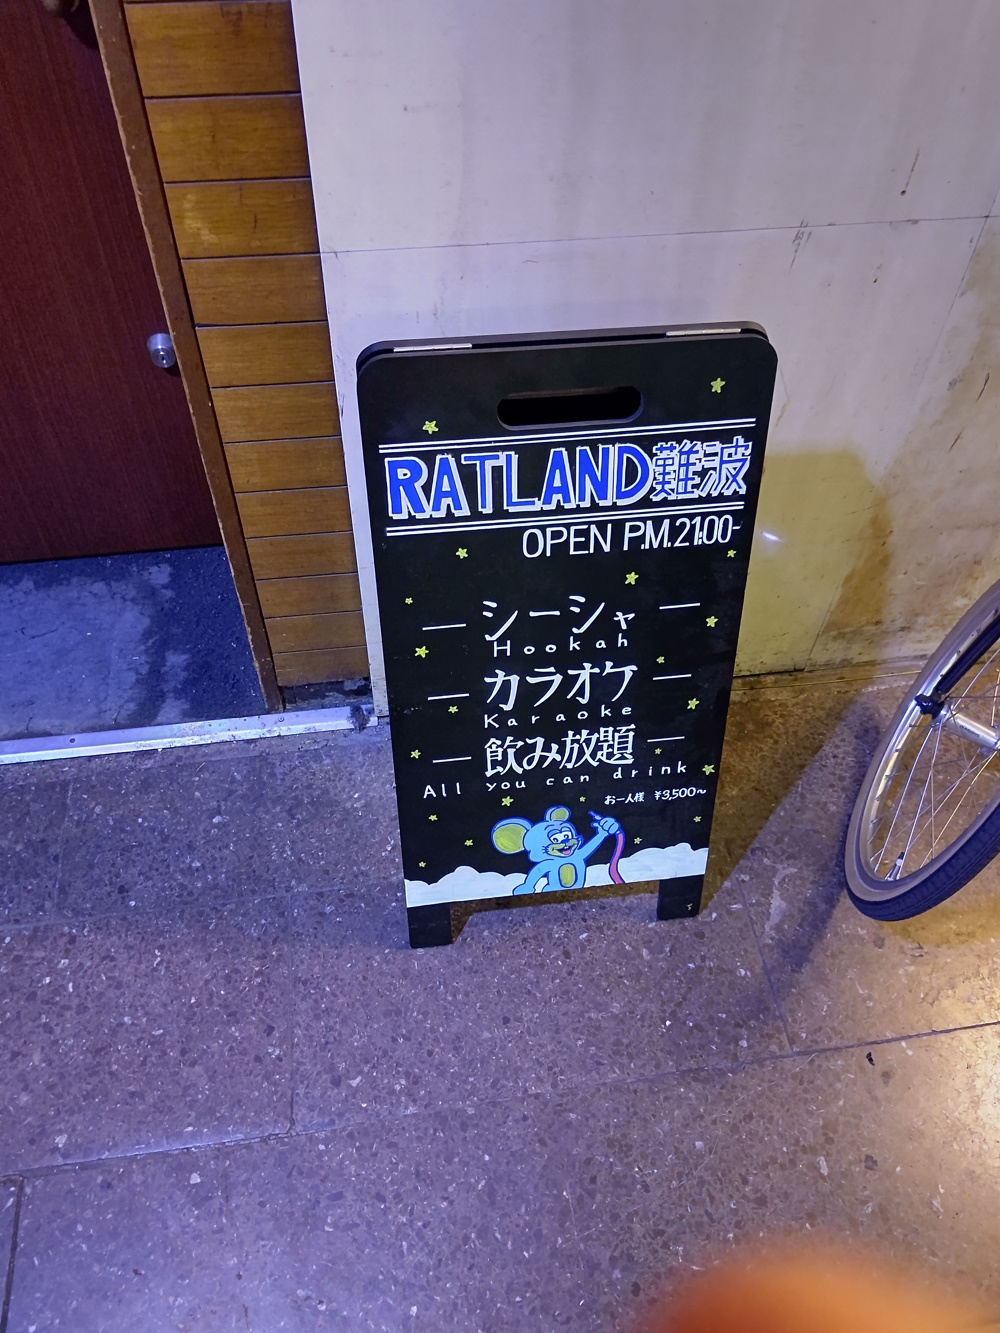 RATLAND難波
OPEN P.M.21:00-
シーシャ
Hookah
カラオケ
Karaoke
飲み放題
All you can drink
お一人様 ¥3,500〜